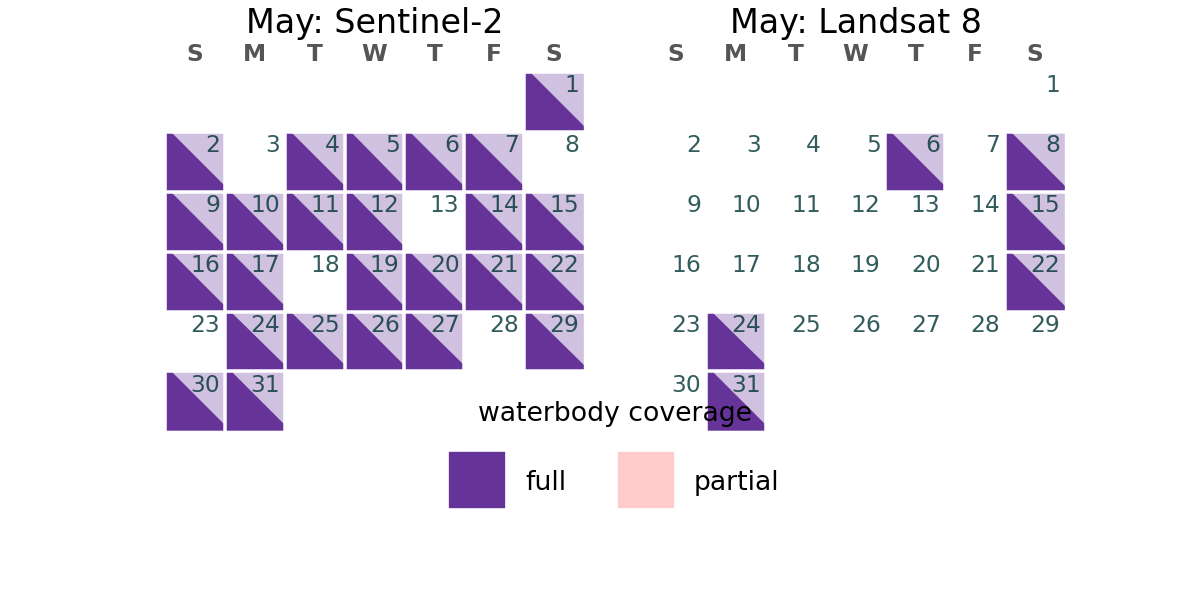 May: Sentinel-2
S M T W T F S
1
2 3 4 5 6 7 8
9 10 11 12 13 14 15
16 17 18 19 20 21 22
23 24 25 26 27 28 29
30 31
May: Landsat 8
S M T W T F S
1
2 3 4 5 6 7 8
9 10 11 12 13 14 15
16 17 18 19 20 21 22
23 24 25 26 27 28 29
30 31
waterbody coverage
full partial